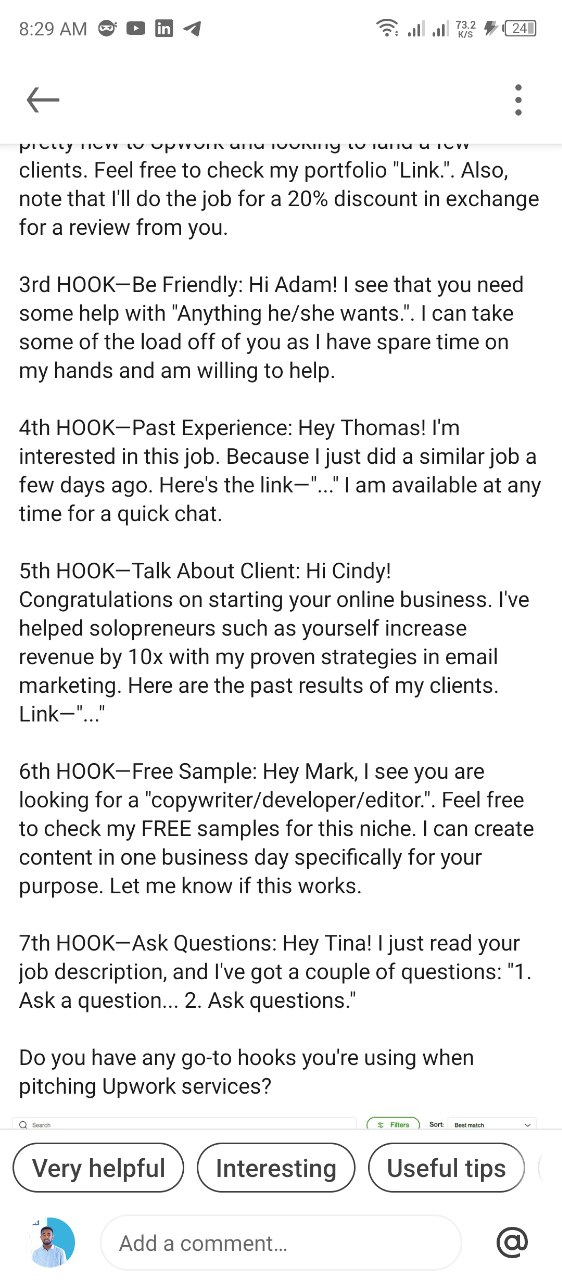 8:29 AM
73.2
K/S
24
pretty new to Upwork and looking to land a few
clients. Feel free to check my portfolio "Link.". Also,
note that I'll do the job for a 20% discount in exchange
for a review from you.
3rd HOOK—Be Friendly: Hi Adam! I see that you need
some help with "Anything he/she wants.". I can take
some of the load off of you as I have spare time on
my hands and am willing to help.
4th HOOK—Past Experience: Hey Thomas! I'm
interested in this job. Because I just did a similar job a
few days ago. Here's the link—"..." I am available at any
time for a quick chat.
5th HOOK—Talk About Client: Hi Cindy!
Congratulations on starting your online business. I've
helped solopreneurs such as yourself increase
revenue by 10x with my proven strategies in email
marketing. Here are the past results of my clients.
Link—"..."
6th HOOK—Free Sample: Hey Mark, I see you are
looking for a "copywriter/developer/editor.". Feel free
to check my FREE samples for this niche. I can create
content in one business day specifically for your
purpose. Let me know if this works.
7th HOOK—Ask Questions: Hey Tina! I just read your
job description, and I've got a couple of questions: "1.
Ask a question... 2. Ask questions."
Do you have any go-to hooks you're using when
pitching Upwork services?
Search Filters Sort: Best match
Very helpful Interesting Useful tips
Add a comment... @